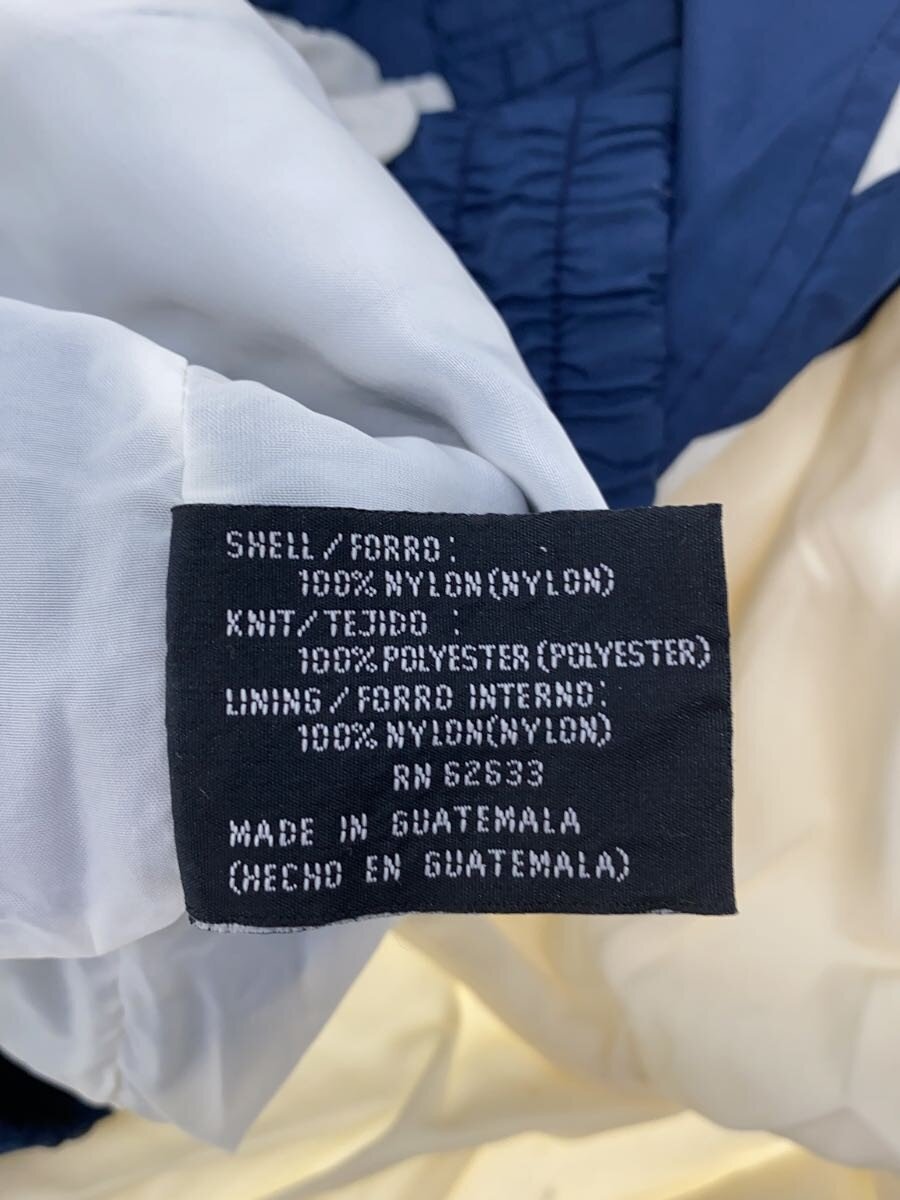 SHELL/FORRO:
100% NYLON(NYLON)
KNIT/TEJIDO :
100% POLYESTER(POLYESTER)
LINING/FORRO INTERNO:
100% NYLON(NYLON)
RN 62633
MADE IN GUATEMALA
(HECHO EN GUATEMALA)